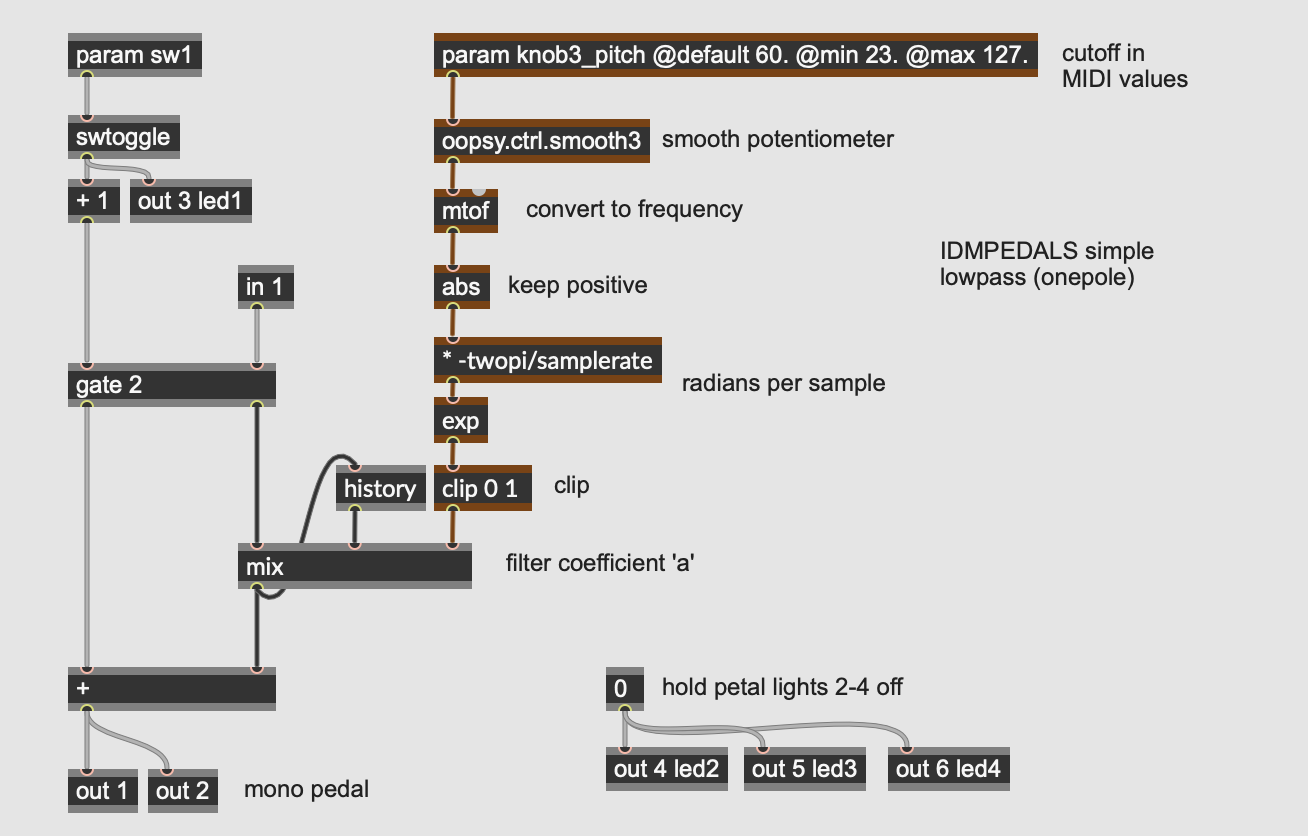 param sw1
param knob3_pitch @default 60. @min 23. @max 127.
cutoff in
MIDI values
swtoggle
oopsy.ctrl.smooth3
smooth potentiometer
+ 1
out 3 led1
mtof
convert to frequency
IDMPEDALS simple
lowpass (onepole)
in 1
abs
keep positive
* -twopi/samplerate
radians per sample
gate 2
exp
history
clip 0 1
clip
mix
filter coefficient 'a'
+
0
hold petal lights 2-4 off
out 4 led2
out 5 led3
out 6 led4
out 1
out 2
mono pedal